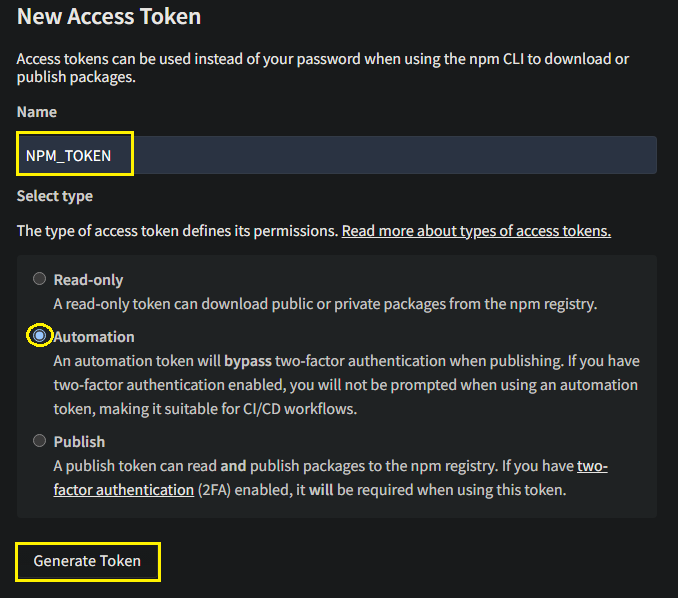 New Access Token
Access tokens can be used instead of your password when using the npm CLI to download or
publish packages.
Name
NPM_TOKEN
Select type
The type of access token defines its permissions. Read more about types of access tokens.
Read-only
A read-only token can download public or private packages from the npm registry.
Automation
An automation token will bypass two-factor authentication when publishing. If you have
two-factor authentication enabled, you will not be prompted when using an automation
token, making it suitable for CI/CD workflows.
Publish
A publish token can read and publish packages to the npm registry. If you have two-
factor authentication (2FA) enabled, it will be required when using this token.
Generate Token